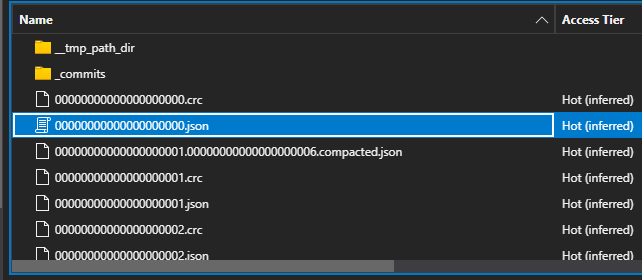 Name Access Tier
__tmp_path_dir
_commits
00000000000000000000.crc Hot (inferred)
00000000000000000000.json Hot (inferred)
00000000000000000001.00000000000000000006.compacted.json Hot (inferred)
00000000000000000001.crc Hot (inferred)
00000000000000000001.json Hot (inferred)
00000000000000000002.crc Hot (inferred)
00000000000000000002.json Hot (inferred)